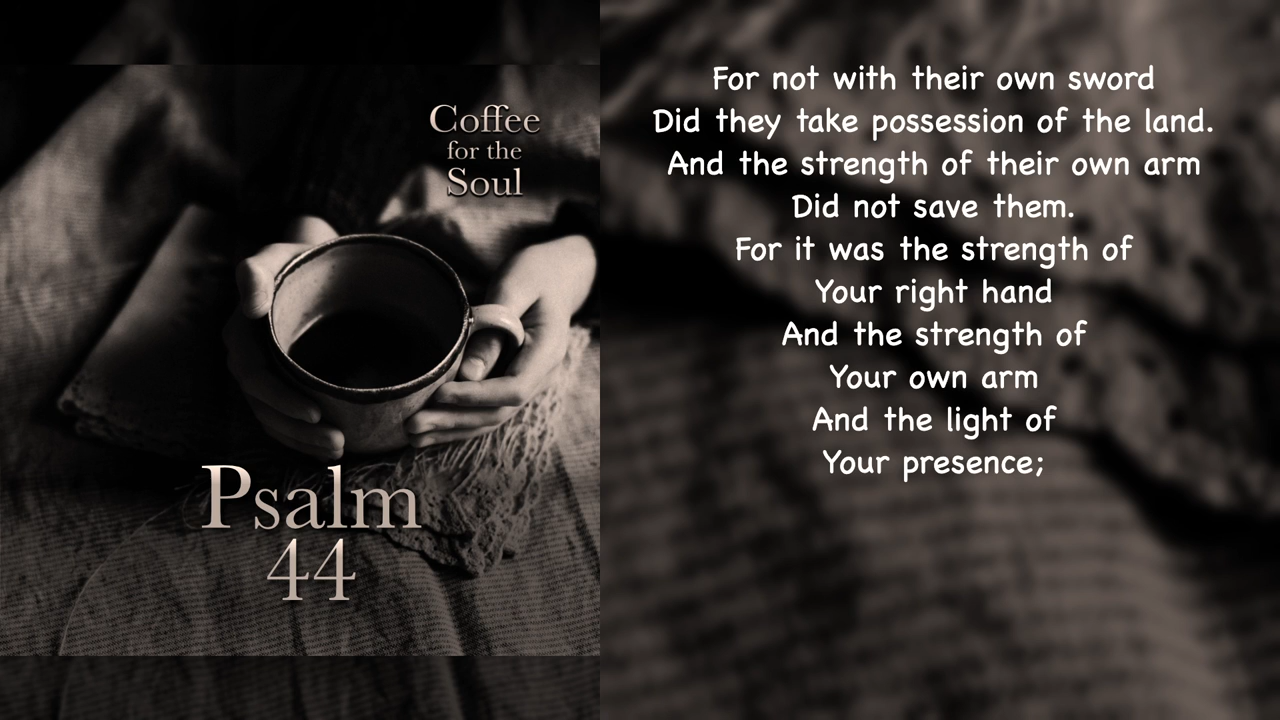 Coffee
for the
Soul
Psalm
44
For not with their own sword
Did they take possession of the land.
And the strength of their own arm
Did not save them.
For it was the strength of
Your right hand
And the strength of
Your own arm
And the light of
Your presence;